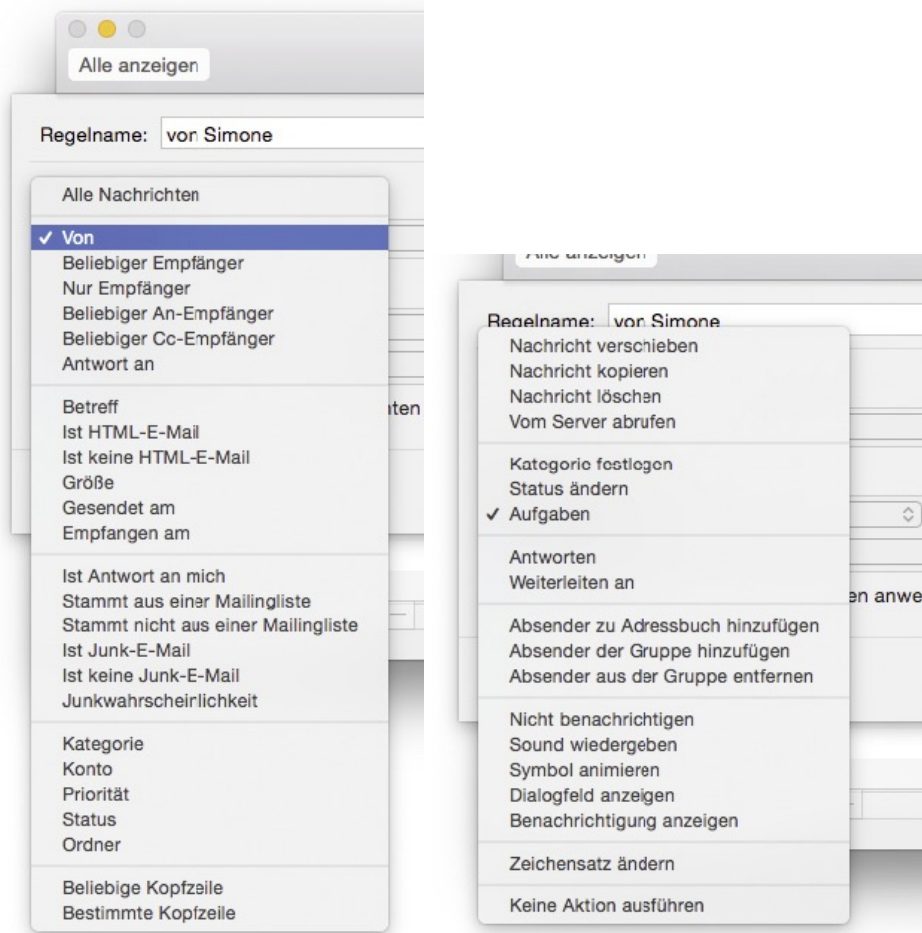 Alle anzeigen
Regelname: von Simone
Alle Nachrichten
✓ Von
Beliebiger Empfänger
Nur Empfänger
Beliebiger An-Empfänger
Beliebiger Cc-Empfänger
Antwort an
Betreff
Ist HTML-E-Mail
Ist keine HTML-E-Mail
Größe
Gesendet am
Empfangen am
Ist Antwort an mich
Stammt aus einer Mailingliste
Stammt nicht aus einer Mailingliste
Ist Junk-E-Mail
Ist keine Junk-E-Mail
Junkwahrscheinlichkeit
Kategorie
Konto
Priorität
Status
Ordner
Beliebige Kopfzeile
Bestimmte Kopfzeile
Alle anzeigen
Regelname: von Simone
Nachricht verschieben
Nachricht kopieren
Nachricht löschen
Vom Server abrufen
Kategorie festlegen
Status ändern
✓ Aufgaben
Antworten
Weiterleiten an
en anwe
Absender zu Adressbuch hinzufügen
Absender der Gruppe hinzufügen
Absender aus der Gruppe entfernen
Nicht benachrichtigen
Sound wiedergeben
Symbol animieren
Dialogfeld anzeigen
Benachrichtigung anzeigen
Zeichensatz ändern
Keine Aktion ausführen